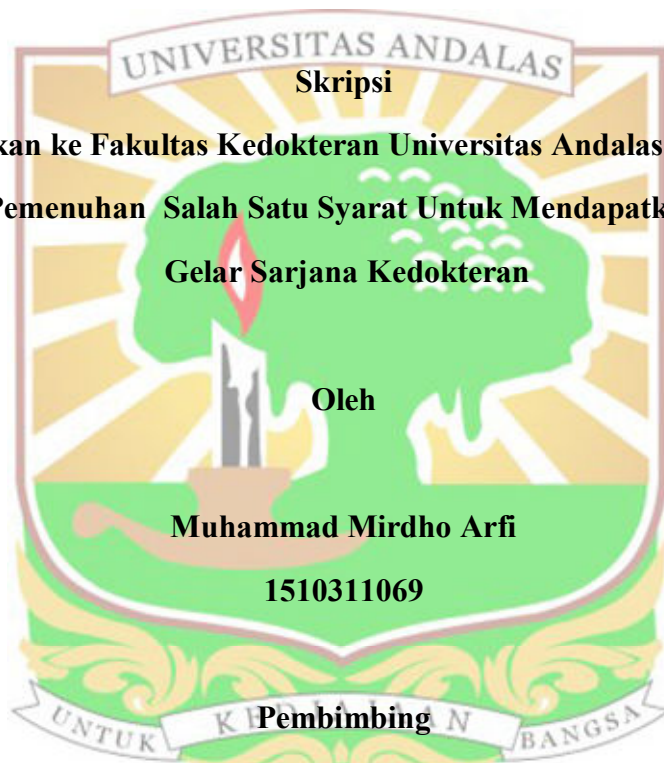 UNIVERSITAS ANDALAS
Skripsi
kan ke Fakultas Kedokteran Universitas Andalas
Pemenuhan Salah Satu Syarat Untuk Mendapatk
Gelar Sarjana Kedokteran
Oleh
Muhammad Mirdho Arfi
1510311069
Pembimbing
UNTUK KEDJAJAAN BANGSA